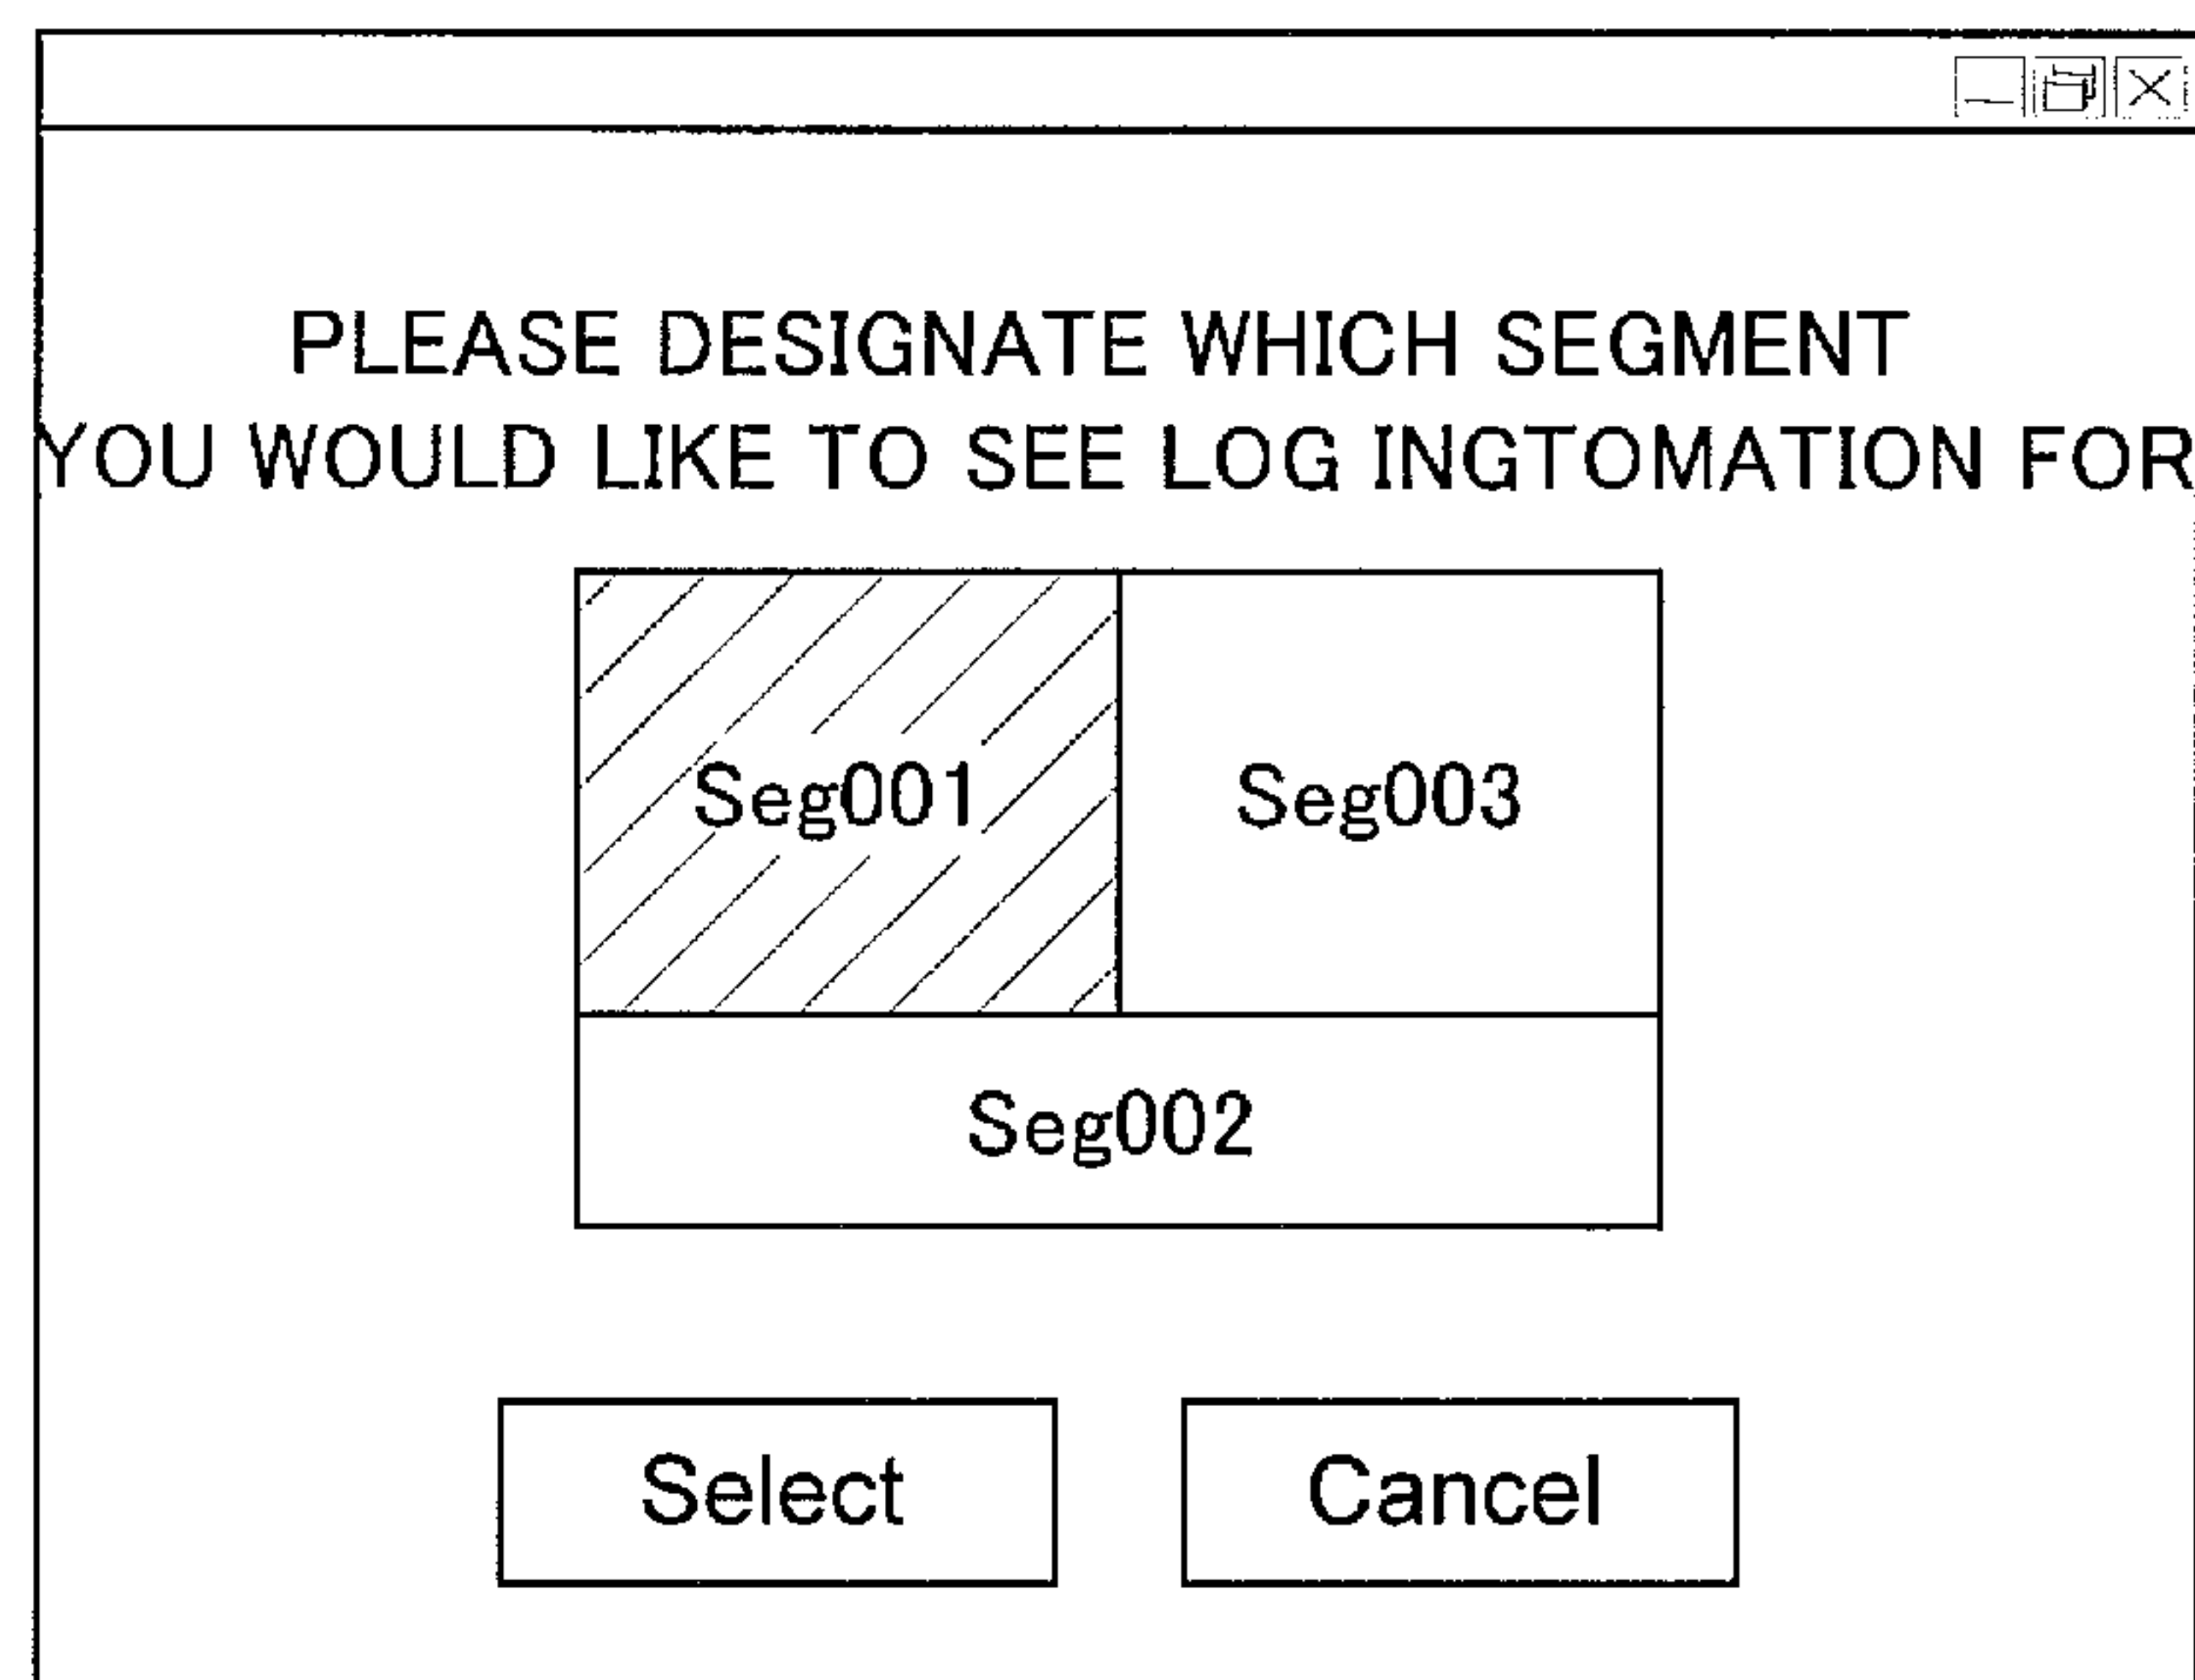 PLEASE DESIGNATE WHICH SEGMENT
YOU WOULD LIKE TO SEE LOG INGTOMATION FOR
Seg001 Seg003
Seg002
Select Cancel